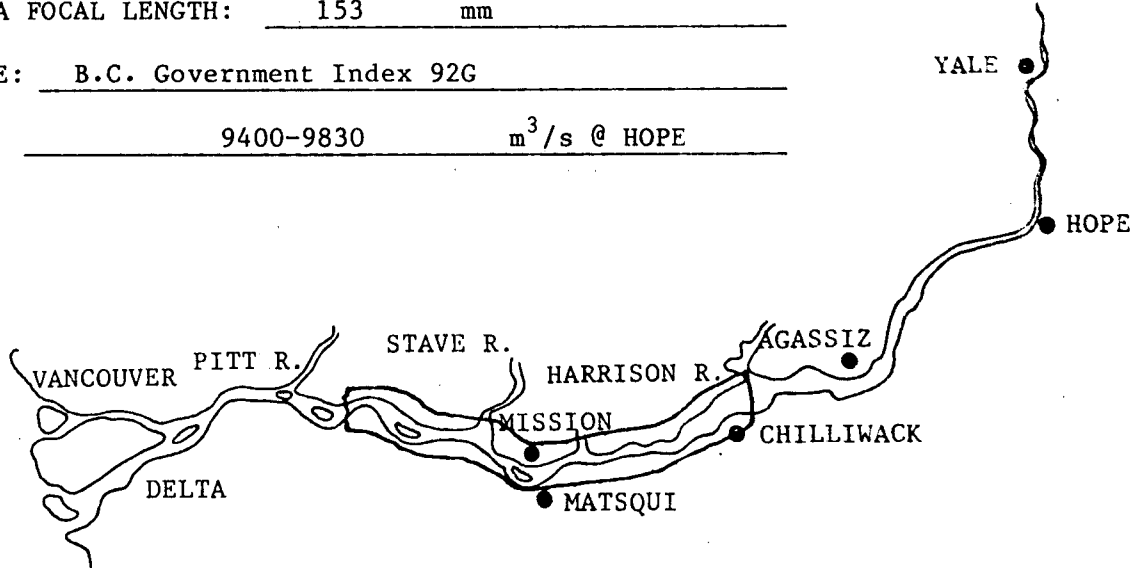 A FOCAL LENGTH: 153 mm
E: B.C. Government Index 92G
9400-9830 m³/s @ HOPE
YALE
HOPE
AGASSIZ
STAVE R.
PITT R.
HARRISON R.
VANCOUVER
MISSION
CHILLIWACK
DELTA
MATSQUI